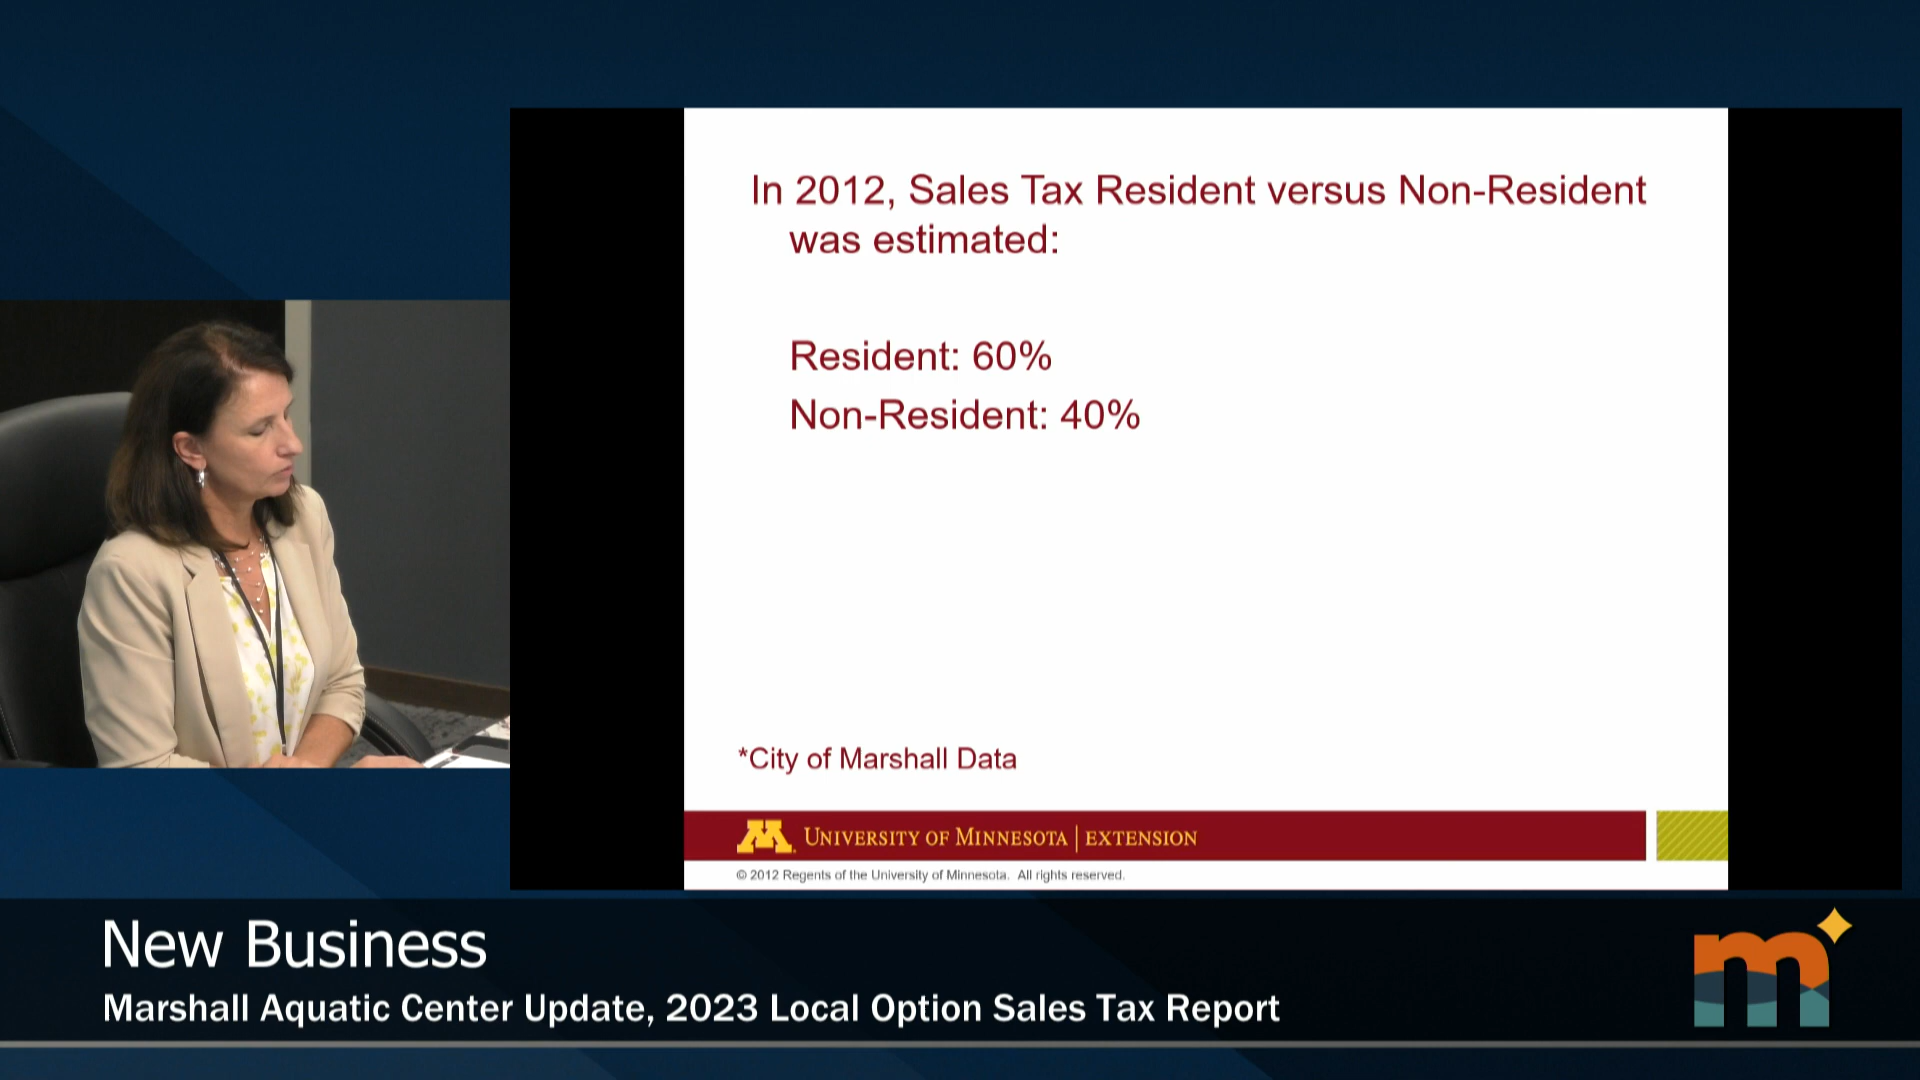 In 2012, Sales Tax Resident versus Non-Resident
was estimated:
Resident: 60%
Non-Resident: 40%
*City of Marshall Data
M UNIVERSITY OF MINNESOTA | EXTENSION
© 2012 Regents of the University of Minnesota. All rights reserved.
New Business
Marshall Aquatic Center Update, 2023 Local Option Sales Tax Report
m